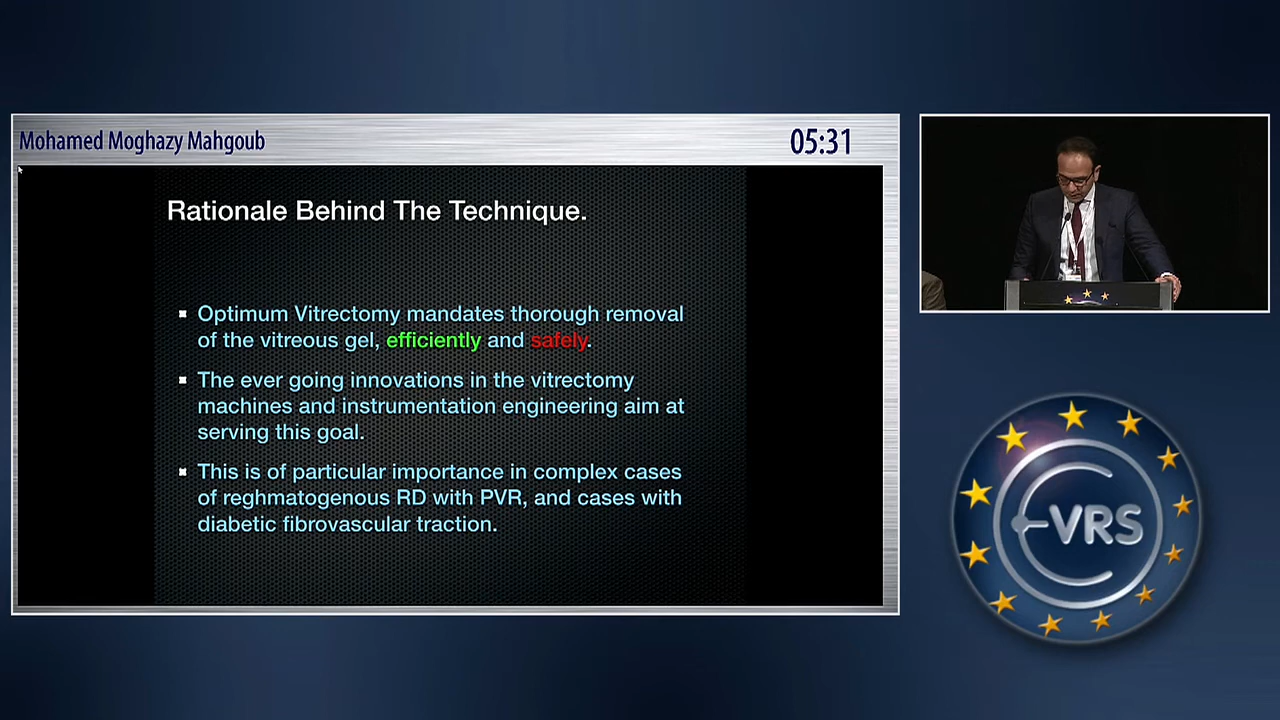 Mohamed Moghazy Mahgoub
05:31
Rationale Behind The Technique.
Optimum Vitrectomy mandates thorough removal
of the vitreous gel, efficiently and safely.
The ever going innovations in the vitrectomy
machines and instrumentation engineering aim at
serving this goal.
This is of particular importance in complex cases
of reghmatogenous RD with PVR, and cases with
diabetic fibrovascular traction.
E-VRS